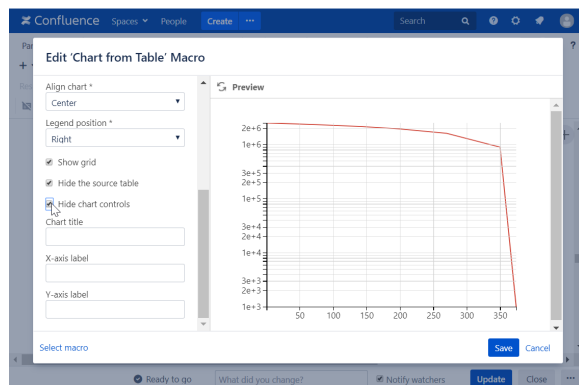 Confluence Spaces People Create ••• Search
Par
?
Edit 'Chart from Table' Macro
Align chart *
Center
Legend position *
Right
Show grid
Hide the source table
Hide chart controls
Chart title
X-axis label
Y-axis label
Preview
2e+6
1e+6
3e+5
2e+5
1e+5
3e+4
2e+4
1e+4
3e+3
2e+3
1e+3
50 100 150 200 250 300 350
Select macro
Save Cancel
Ready to go What did you change? Notify watchers Update Close •••